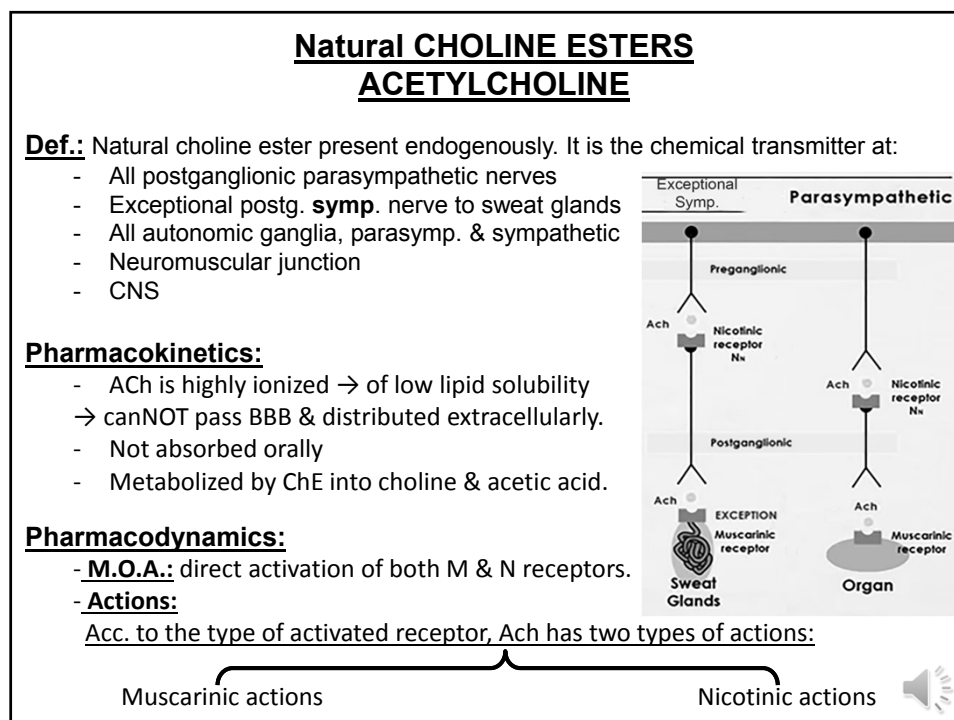 Natural CHOLINE ESTERS
ACETYLCHOLINE
Def.: Natural choline ester present endogenously. It is the chemical transmitter at:
- All postganglionic parasympathetic nerves
- Exceptional postg. symp. nerve to sweat glands
- All autonomic ganglia, parasymp. & sympathetic
- Neuromuscular junction
- CNS
Pharmacokinetics:
- ACh is highly ionized → of low lipid solubility
→ canNOT pass BBB & distributed extracellularly.
- Not absorbed orally
- Metabolized by ChE into choline & acetic acid.
Pharmacodynamics:
- M.O.A.: direct activation of both M & N receptors.
- Actions:
Acc. to the type of activated receptor, Ach has two types of actions:
Muscarinic actions
Nicotinic actions
Exceptional
Symp.
Parasympathetic
Preganglionic
Ach
Nicotinic
receptor
NN
Ach
Nicotinic
receptor
NN
Postganglionic
Ach
EXCEPTION
Muscarinic
receptor
Sweat
Glands
Ach
Muscarinic
receptor
Organ